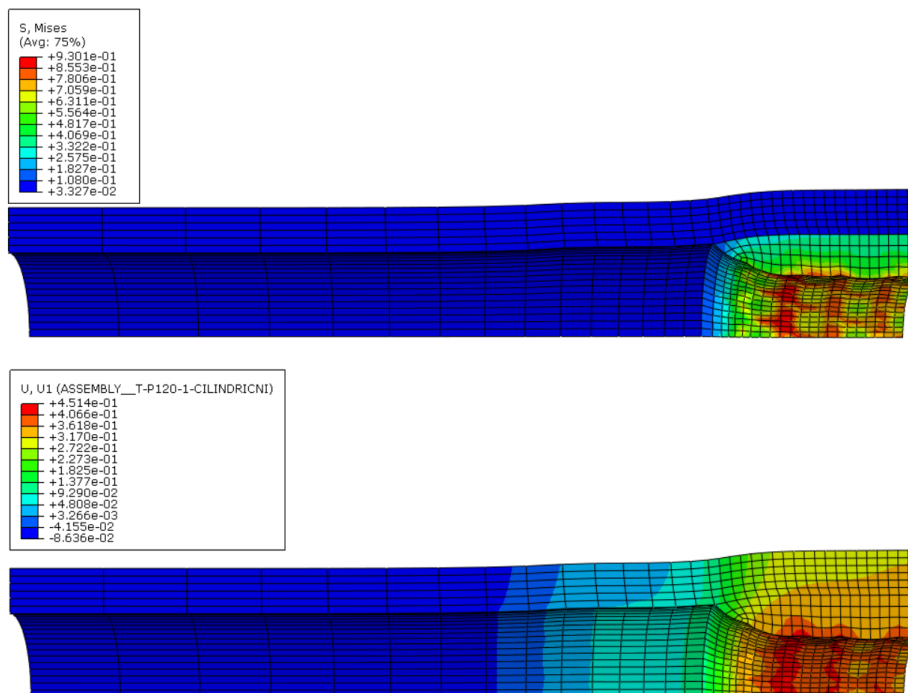 S, Mises
(Avg: 75%)
+9.301e-01
+8.553e-01
+7.806e-01
+7.059e-01
+6.311e-01
+5.564e-01
+4.817e-01
+4.069e-01
+3.322e-01
+2.575e-01
+1.827e-01
+1.080e-01
+3.327e-02
U, U1 (ASSEMBLY__T-P120-1-CILINDRICNI)
+4.514e-01
+4.066e-01
+3.618e-01
+3.170e-01
+2.722e-01
+2.273e-01
+1.825e-01
+1.377e-01
+9.290e-02
+4.808e-02
+3.266e-03
-4.155e-02
-8.636e-02